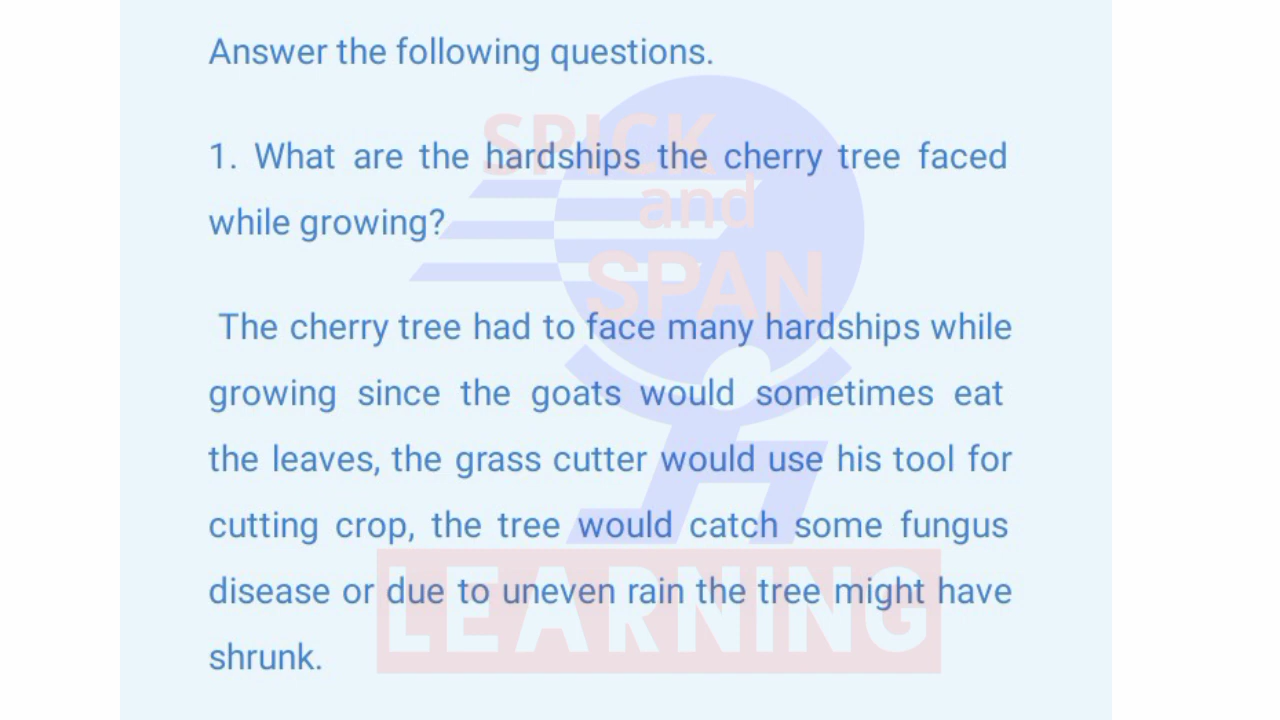 Answer the following questions.
1. What are the hardships the cherry tree faced
while growing?
The cherry tree had to face many hardships while
growing since the goats would sometimes eat
the leaves, the grass cutter would use his tool for
cutting crop, the tree would catch some fungus
disease or due to uneven rain the tree might have
shrunk.
SPICK
and
SPAN
LEARNING